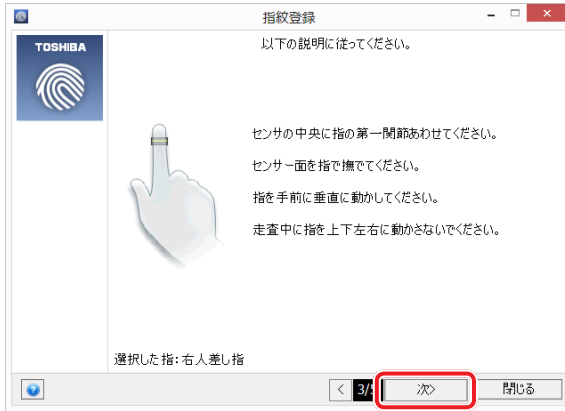 指紋登録
TOSHIBA
以下の説明に従ってください。
センサの中央に指の第一関節あわせてください。
センサー面を指で撫でてください。
指を手前に垂直に動かしてください。
走査中に指を上下左右に動かさないでください。
選択した指:右人差し指
< 3/ 次> 閉じる